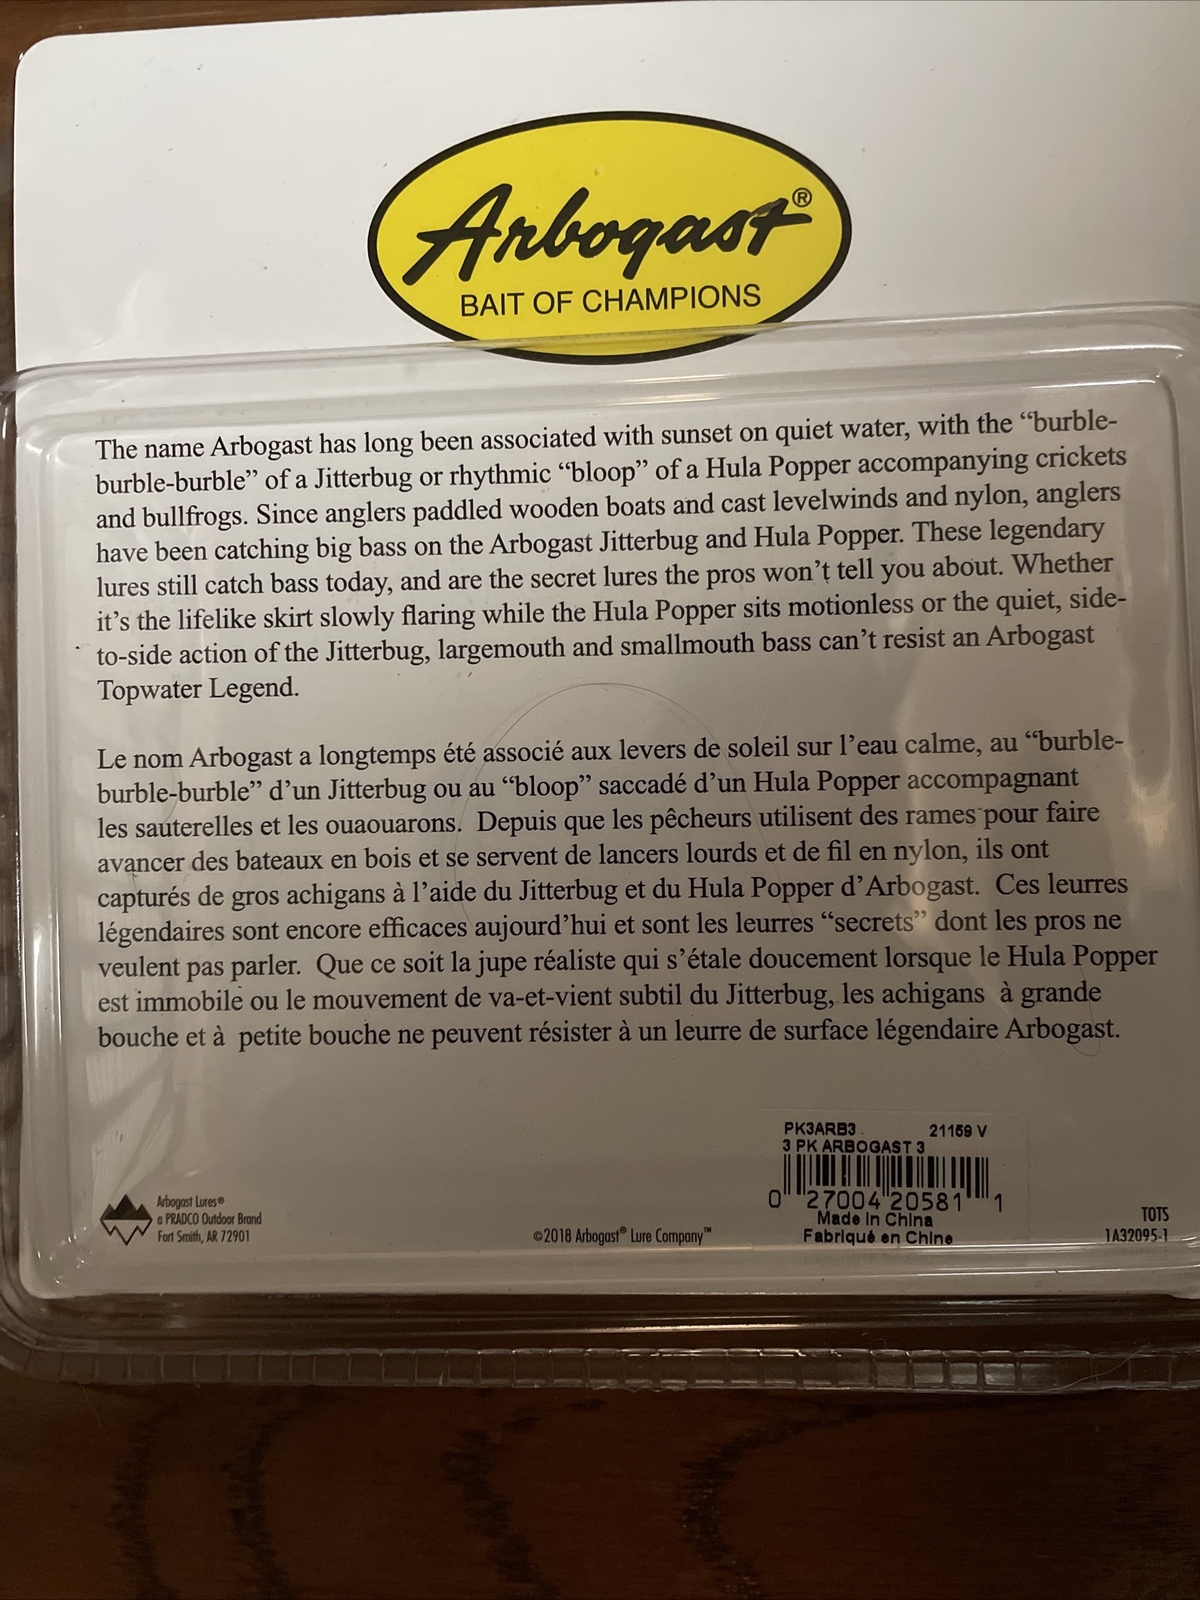 Arbogast®
BAIT OF CHAMPIONS
The name Arbogast has long been associated with sunset on quiet water, with the “burble-
burble-burble” of a Jitterbug or rhythmic “bloop” of a Hula Popper accompanying crickets
and bullfrogs. Since anglers paddled wooden boats and cast levelwinds and nylon, anglers
have been catching big bass on the Arbogast Jitterbug and Hula Popper. These legendary
lures still catch bass today, and are the secret lures the pros won’t tell you about. Whether
it’s the lifelike skirt slowly flaring while the Hula Popper sits motionless or the quiet, side-
to-side action of the Jitterbug, largemouth and smallmouth bass can’t resist an Arbogast
Topwater Legend.
Le nom Arbogast a longtemps été associé aux levers de soleil sur l’eau calme, au “burble-
burble-burble” d’un Jitterbug ou au “bloop” saccadé d’un Hula Popper accompagnant
les sauterelles et les ouaouarons. Depuis que les pêcheurs utilisent des rames pour faire
avancer des bateaux en bois et se servent de lancers lourds et de fil en nylon, ils ont
capturés de gros achigans à l’aide du Jitterbug et du Hula Popper d’Arbogast. Ces leurres
légendaires sont encore efficaces aujourd’hui et sont les leurres “secrets” dont les pros ne
veulent pas parler. Que ce soit la jupe réaliste qui s’étale doucement lorsque le Hula Popper
est immobile ou le mouvement de va-et-vient subtil du Jitterbug, les achigans à grande
bouche et à petite bouche ne peuvent résister à un leurre de surface légendaire Arbogast.
PK3ARB3 21159 V
3 PK ARBOGAST 3
0 27004 20581 1
Made in China
Fabriqué en Chine
Arbogast Lures®
a PRADCO Outdoor Brand
Fort Smith, AR 72901
©2018 Arbogast® Lure Company™
TOTS
1A32095-1